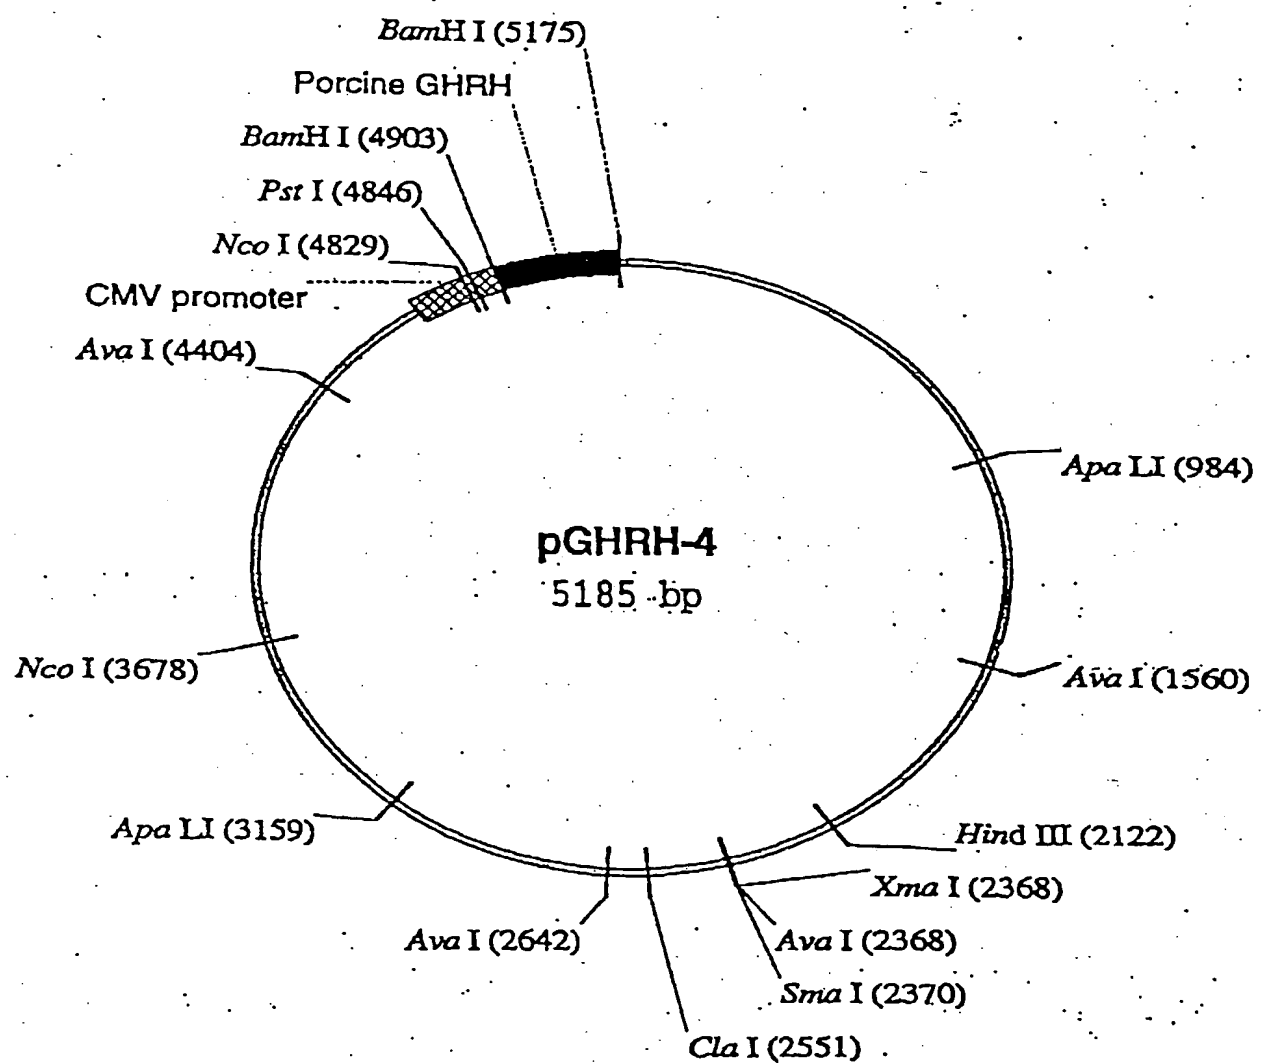 BamH I (5175)
Porcine GHRH
BamH I (4903)
Pst I (4846)
Nco I (4829)
CMV promoter
Ava I (4404)
Apa LI (984)
pGHRH-4
5185 bp
Nco I (3678)
Ava I (1560)
Apa LI (3159)
Hind III (2122)
Xma I (2368)
Ava I (2642)
Ava I (2368)
Sma I (2370)
Cla I (2551)